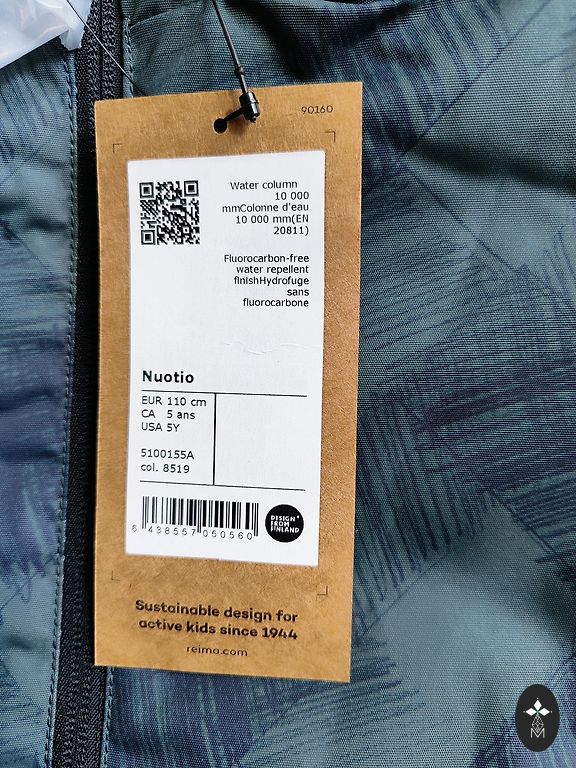 90160
Water column
10 000
mmColonne d'eau
10 000 mm(EN
20811)
Fluorocarbon-free
water repellent
finishHydrofuge
sans
fluorocarbone
Nuotio
EUR 110 cm
CA 5 ans
USA 5Y
5100155A
col. 8519
6 438557 050560
DESIGN
FROM
FINLAND
Sustainable design for
active kids since 1944
reima.com
M